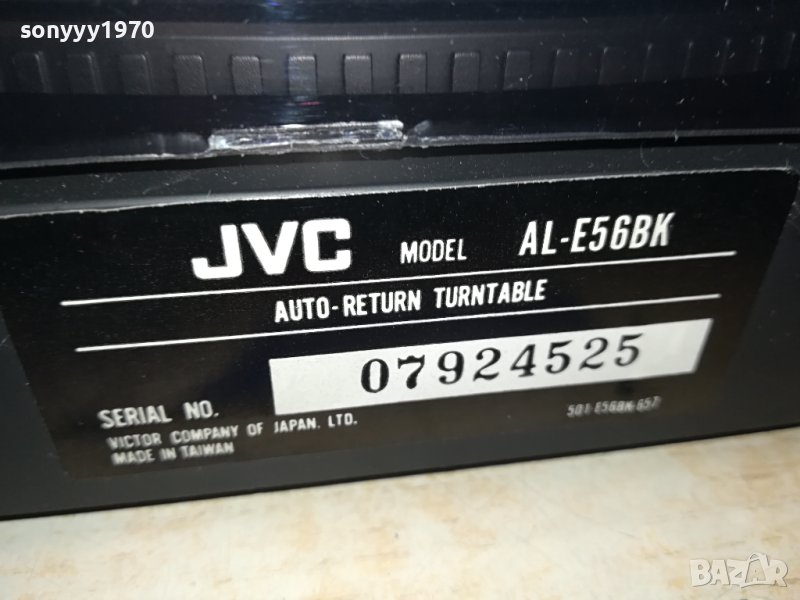 sonyyy1970
JVC MODEL AL-E56BK
AUTO-RETURN TURNTABLE
SERIAL NO. 07924525
VICTOR COMPANY OF JAPAN, LTD.
MADE IN TAIWAN
501-E56BK-657
BAZAR